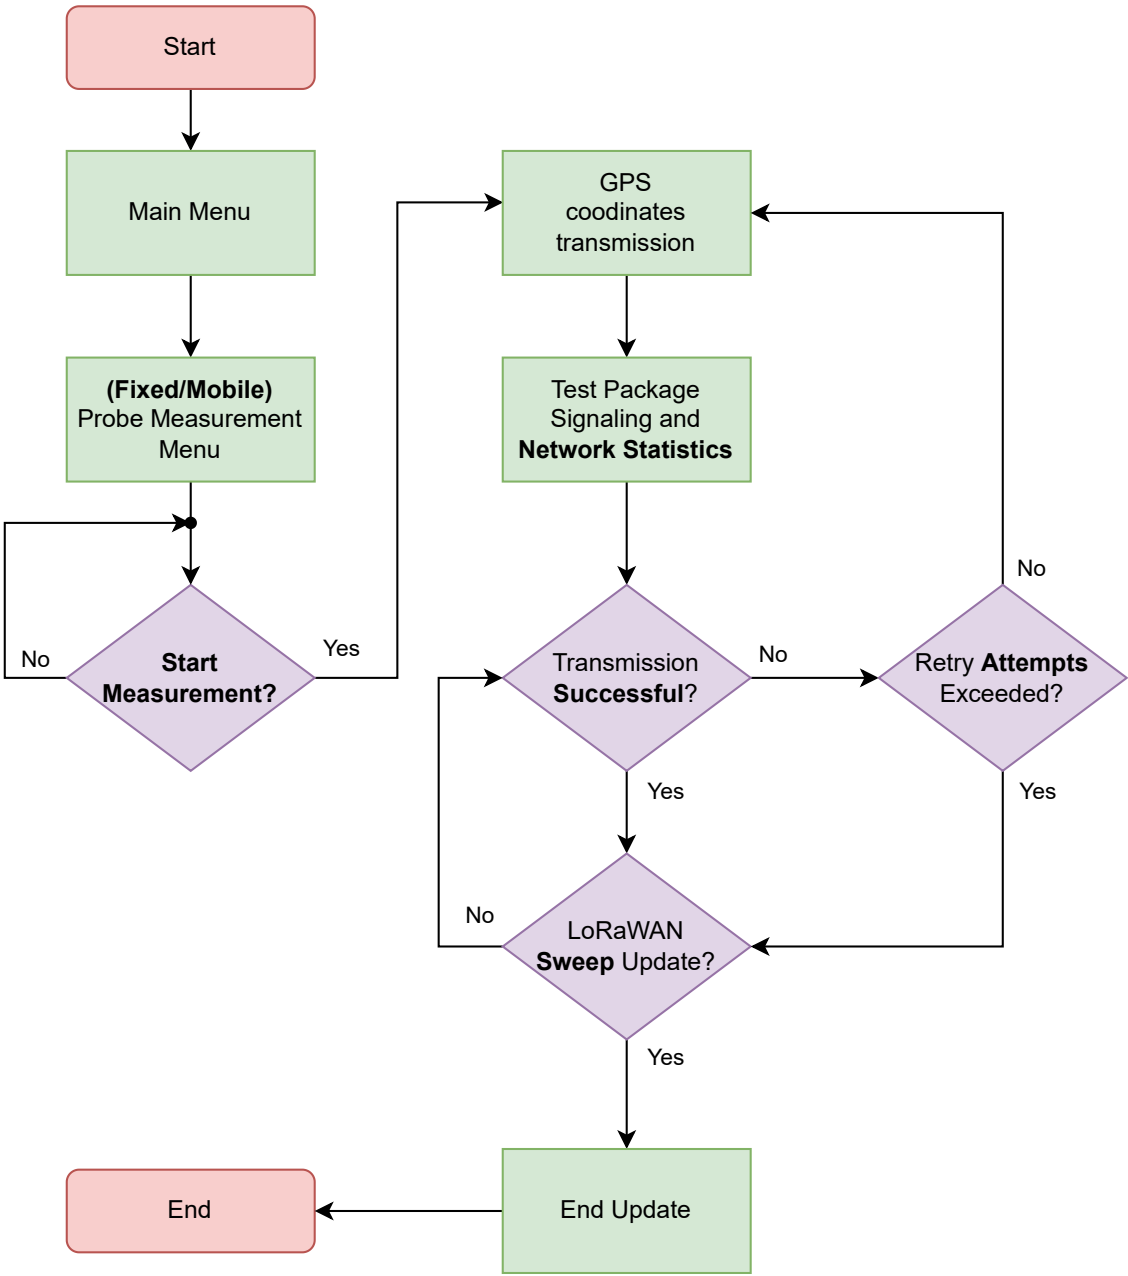 Start
Main Menu
(Fixed/Mobile)
Probe Measurement
Menu
No
Start
Measurement?
Yes
GPS
coodinates
transmission
Test Package
Signaling and
Network Statistics
Transmission
Successful?
No
Retry Attempts
Exceeded?
No
Yes
Yes
No
LoRaWAN
Sweep Update?
Yes
End Update
End